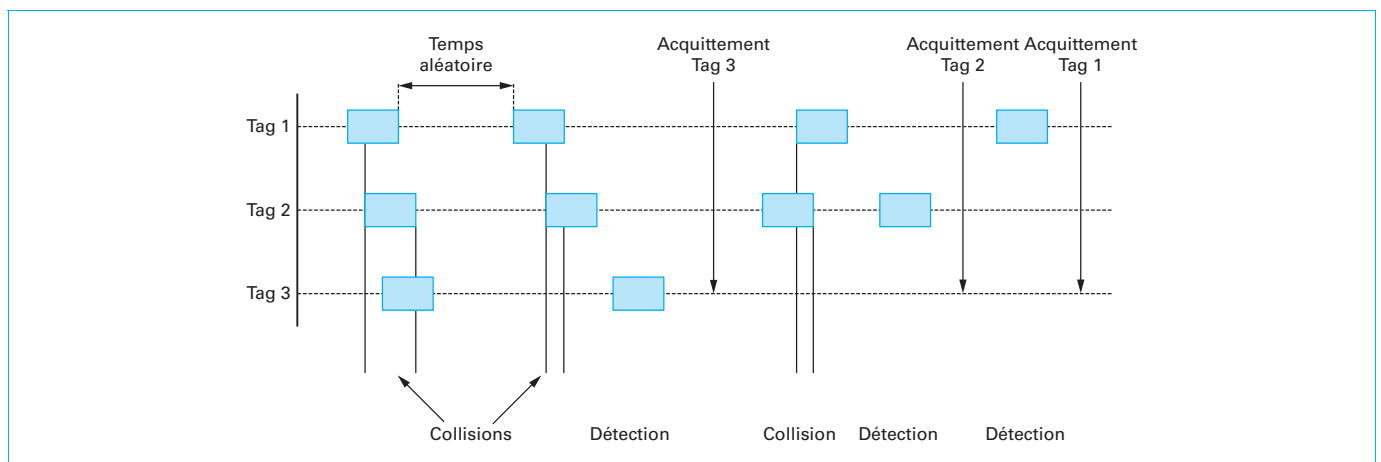 Temps
aléatoire
Acquittement
Tag 3
Acquittement Acquittement
Tag 2 Tag 1
Tag 1
Tag 2
Tag 3
Collisions Détection Collision Détection Détection